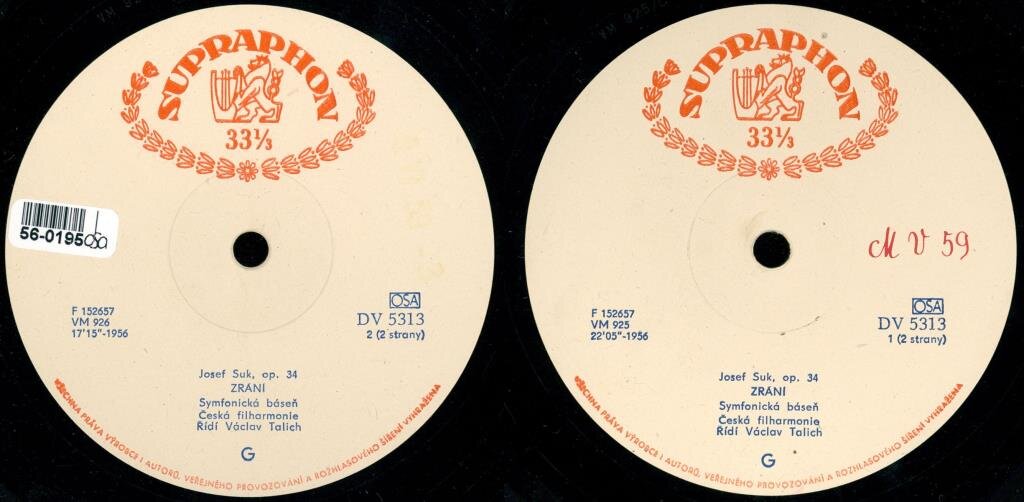 SUPRAPHON
33⅓
56-0195 osa
F 152657
VM 926
17'15"-1956
OSA
DV 5313
2 (2 strany)
Josef Suk, op. 34
ZRÁNÍ
Symfonická báseň
Česká filharmonie
Řídí Václav Talich
G
VŠECHNA PRÁVA VÝROBCE I AUTORŮ, VEŘEJNÉHO PROVOZOVÁNÍ A ROZHLASOVÉHO ŠÍŘENÍ VYHRAŽENA
SUPRAPHON
33⅓
M V 59
F 152657
VM 925
22'05"-1956
OSA
DV 5313
1 (2 strany)
Josef Suk, op. 34
ZRÁNÍ
Symfonická báseň
Česká filharmonie
Řídí Václav Talich
G
VŠECHNA PRÁVA VÝROBCE I AUTORŮ, VEŘEJNÉHO PROVOZOVÁNÍ A ROZHLASOVÉHO ŠÍŘENÍ VYHRAŽENA